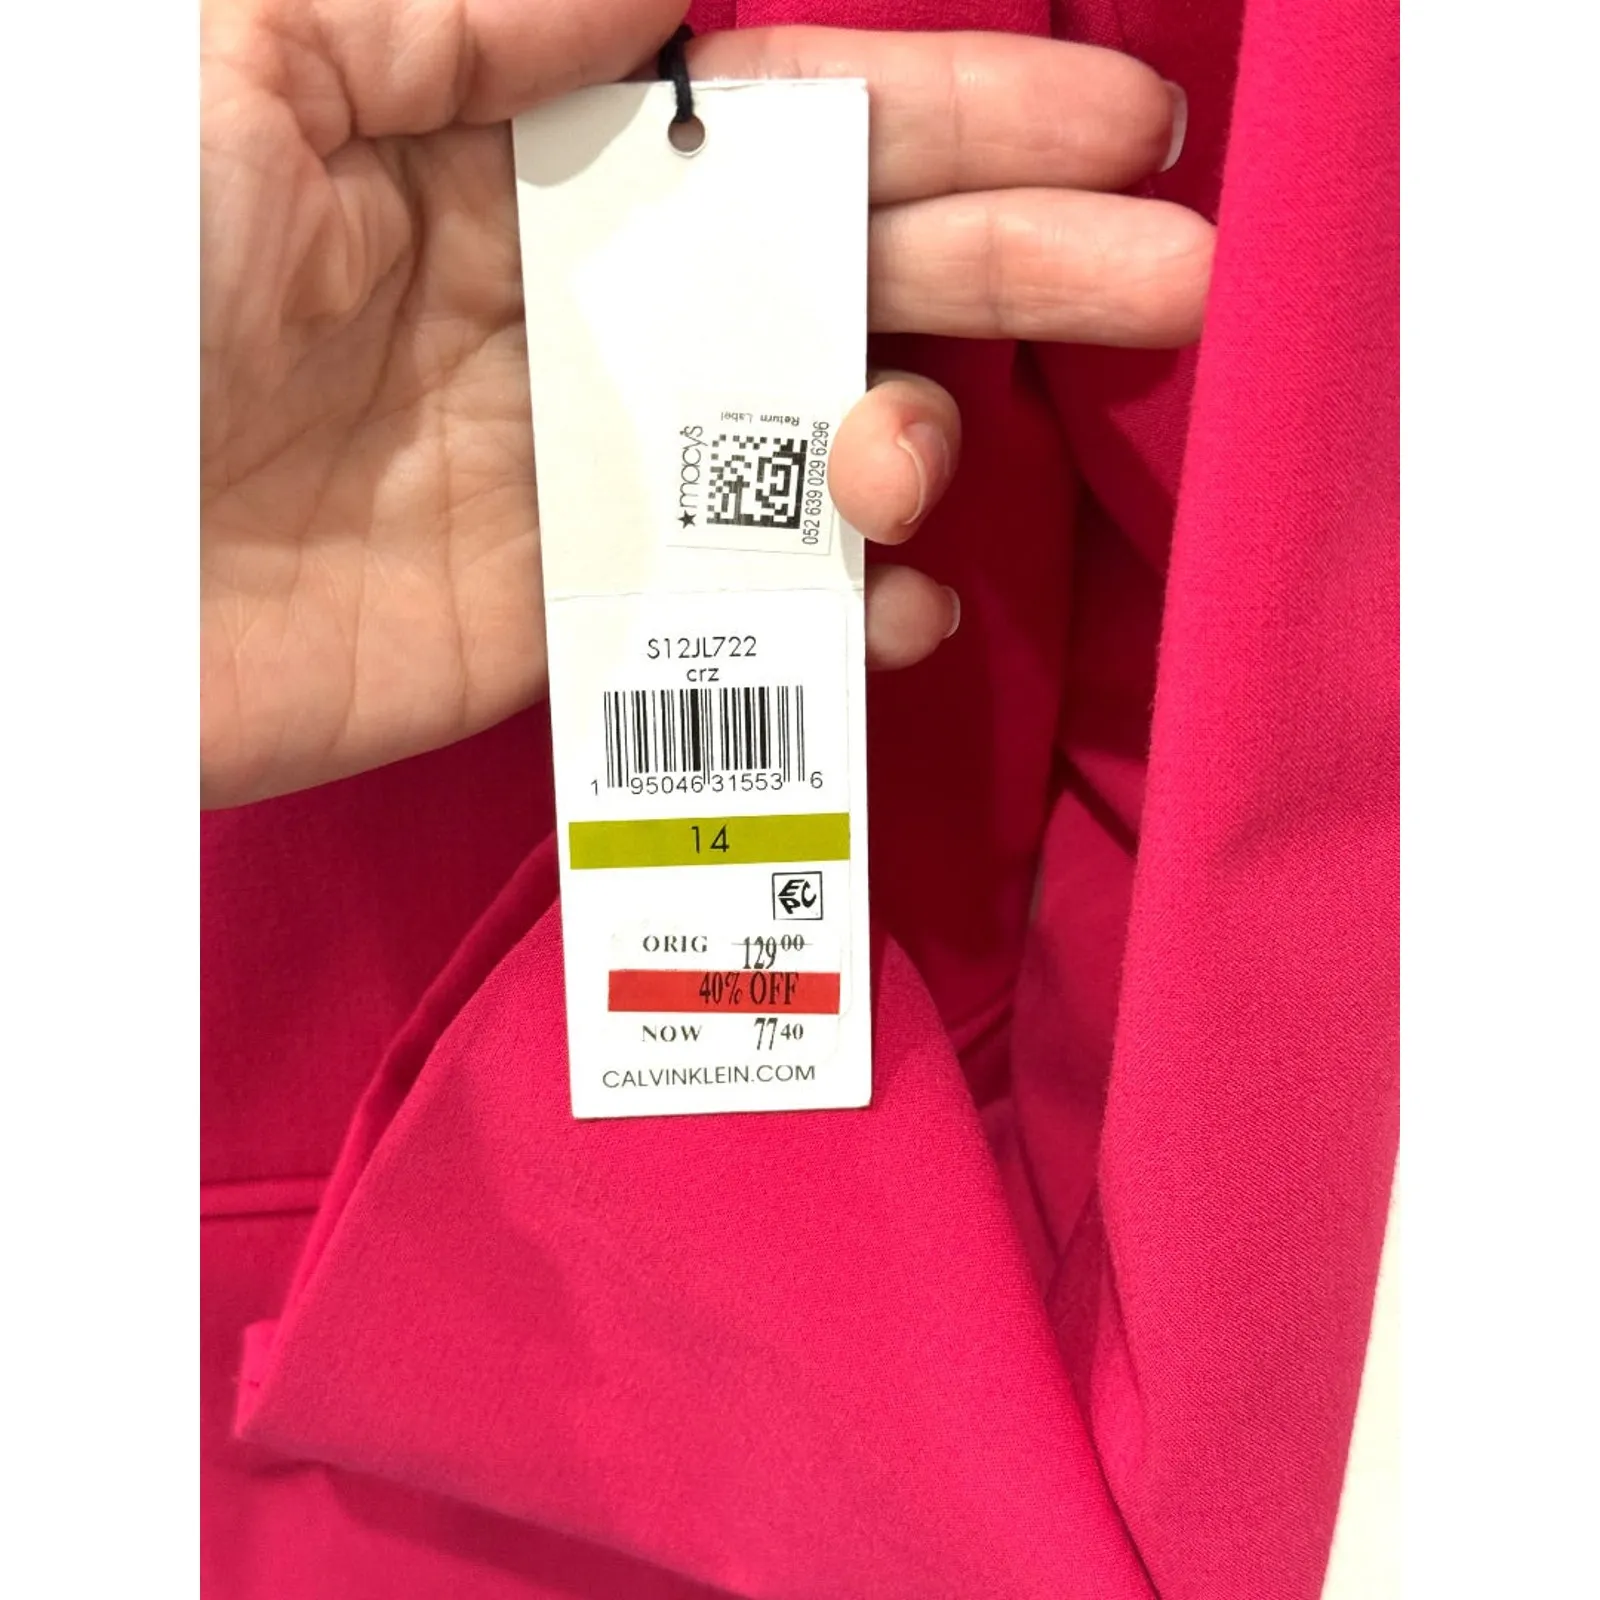 Return Label
★macy's
052 639 029 6296
S12JL722
crz
1 95046 31553 6
14
EPC
ORIG 129.00
40% OFF
NOW 77.40
CALVINKLEIN.COM